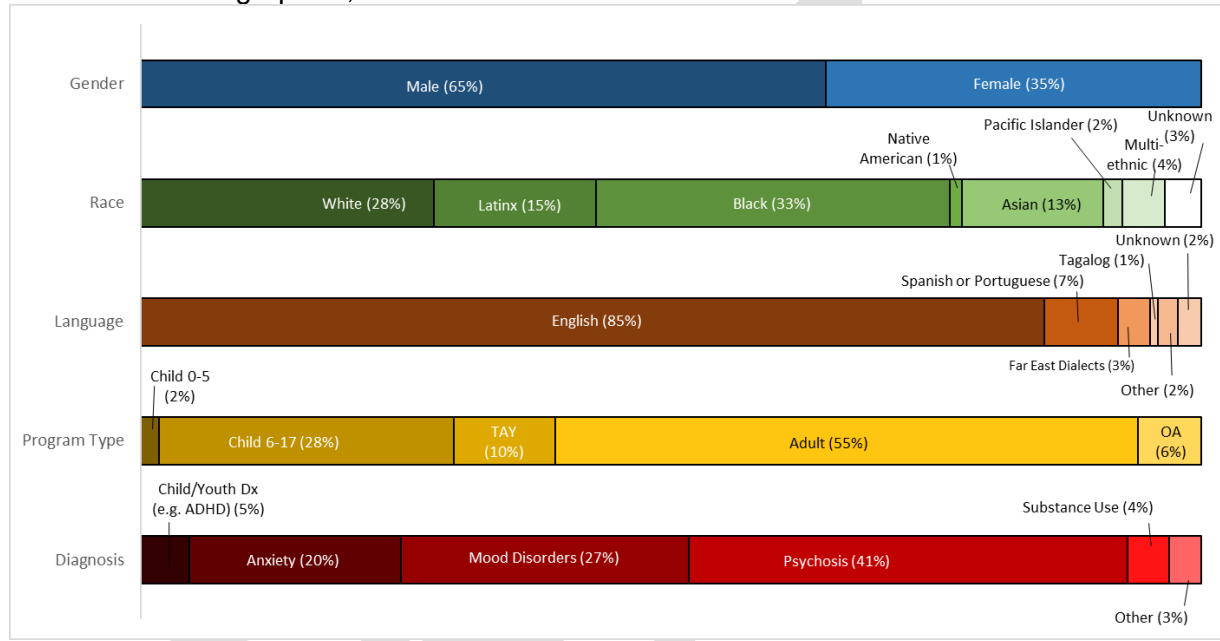 Gender
Male (65%)
Female (35%)
Race
White (28%)
Latinx (15%)
Black (33%)
Native
American (1%)
Asian (13%)
Pacific Islander (2%)
Multi-
ethnic (4%)
Unknown
(3%)
Language
English (85%)
Spanish or Portuguese (7%)
Far East Dialects (3%)
Tagalog (1%)
Other (2%)
Unknown (2%)
Program Type
Child 0-5
(2%)
Child 6-17 (28%)
TAY
(10%)
Adult (55%)
OA
(6%)
Diagnosis
Child/Youth Dx
(e.g. ADHD) (5%)
Anxiety (20%)
Mood Disorders (27%)
Psychosis (41%)
Substance Use (4%)
Other (3%)